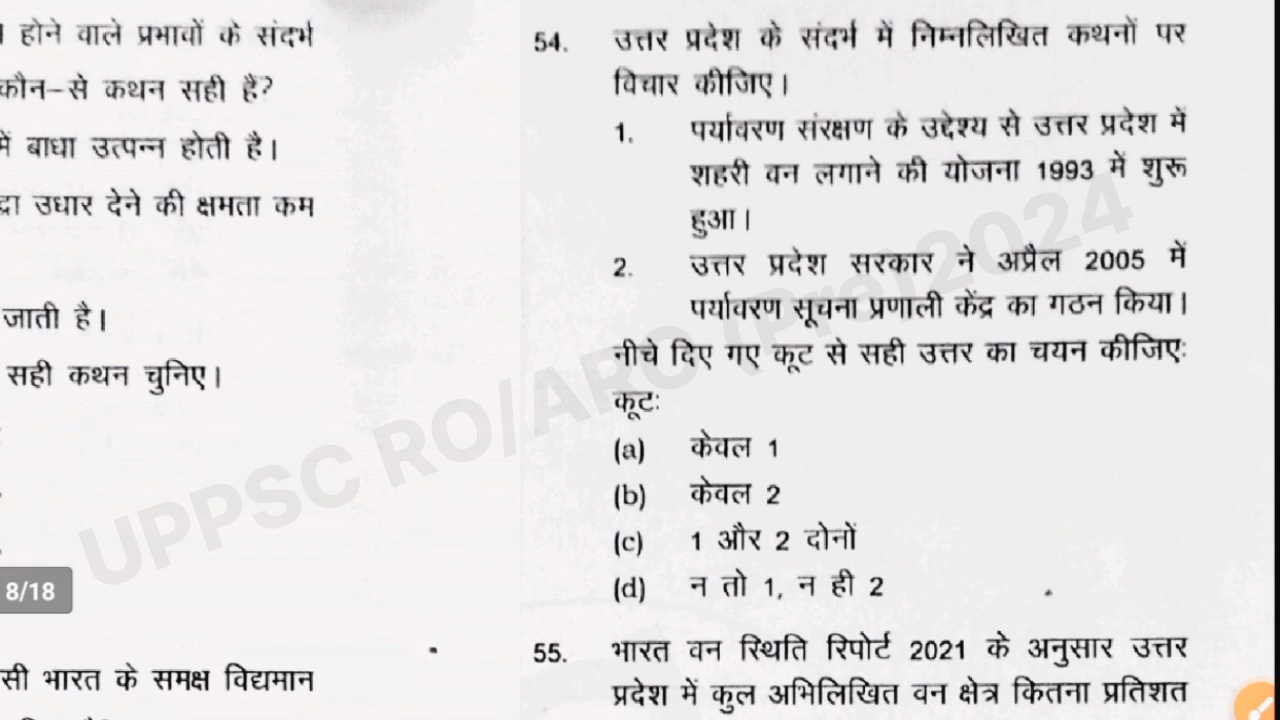 होने वाले प्रभावों के संदर्भ
कौन-से कथन सही हैं?
में बाधा उत्पन्न होती है।
उधार देने की क्षमता कम
जाती है।
सही कथन चुनिए।
8/18
सी भारत के समक्ष विद्यमान
54. उत्तर प्रदेश के संदर्भ में निम्नलिखित कथनों पर
विचार कीजिए।
1. पर्यावरण संरक्षण के उद्देश्य से उत्तर प्रदेश में
शहरी वन लगाने की योजना 1993 में शुरू
हुआ।
2. उत्तर प्रदेश सरकार ने अप्रैल 2005 में
पर्यावरण सूचना प्रणाली केंद्र का गठन किया।
नीचे दिए गए कूट से सही उत्तर का चयन कीजिएः
कूटः
(a) केवल 1
(b) केवल 2
(c) 1 और 2 दोनों
(d) न तो 1, न ही 2
55. भारत वन स्थिति रिपोर्ट 2021 के अनुसार उत्तर
प्रदेश में कुल अभिलिखित वन क्षेत्र कितना प्रतिशत
UPPSC RO/ARO (Pre) 2024